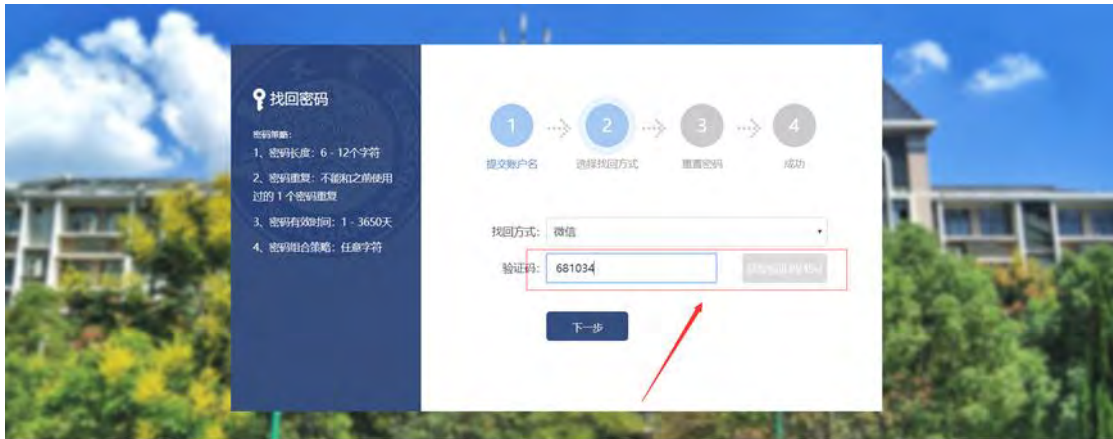 找回密码
密码策略：
1、密码长度：6 - 12个字符
2、密码重复：不能和之前使用
过的 1 个密码重复
3、密码有效时间：1 - 3650天
4、密码组合策略：任意字符
1 2 3 4
提交账户名 选择找回方式 重置密码 成功
找回方式： 微信
验证码： 681034
下一步